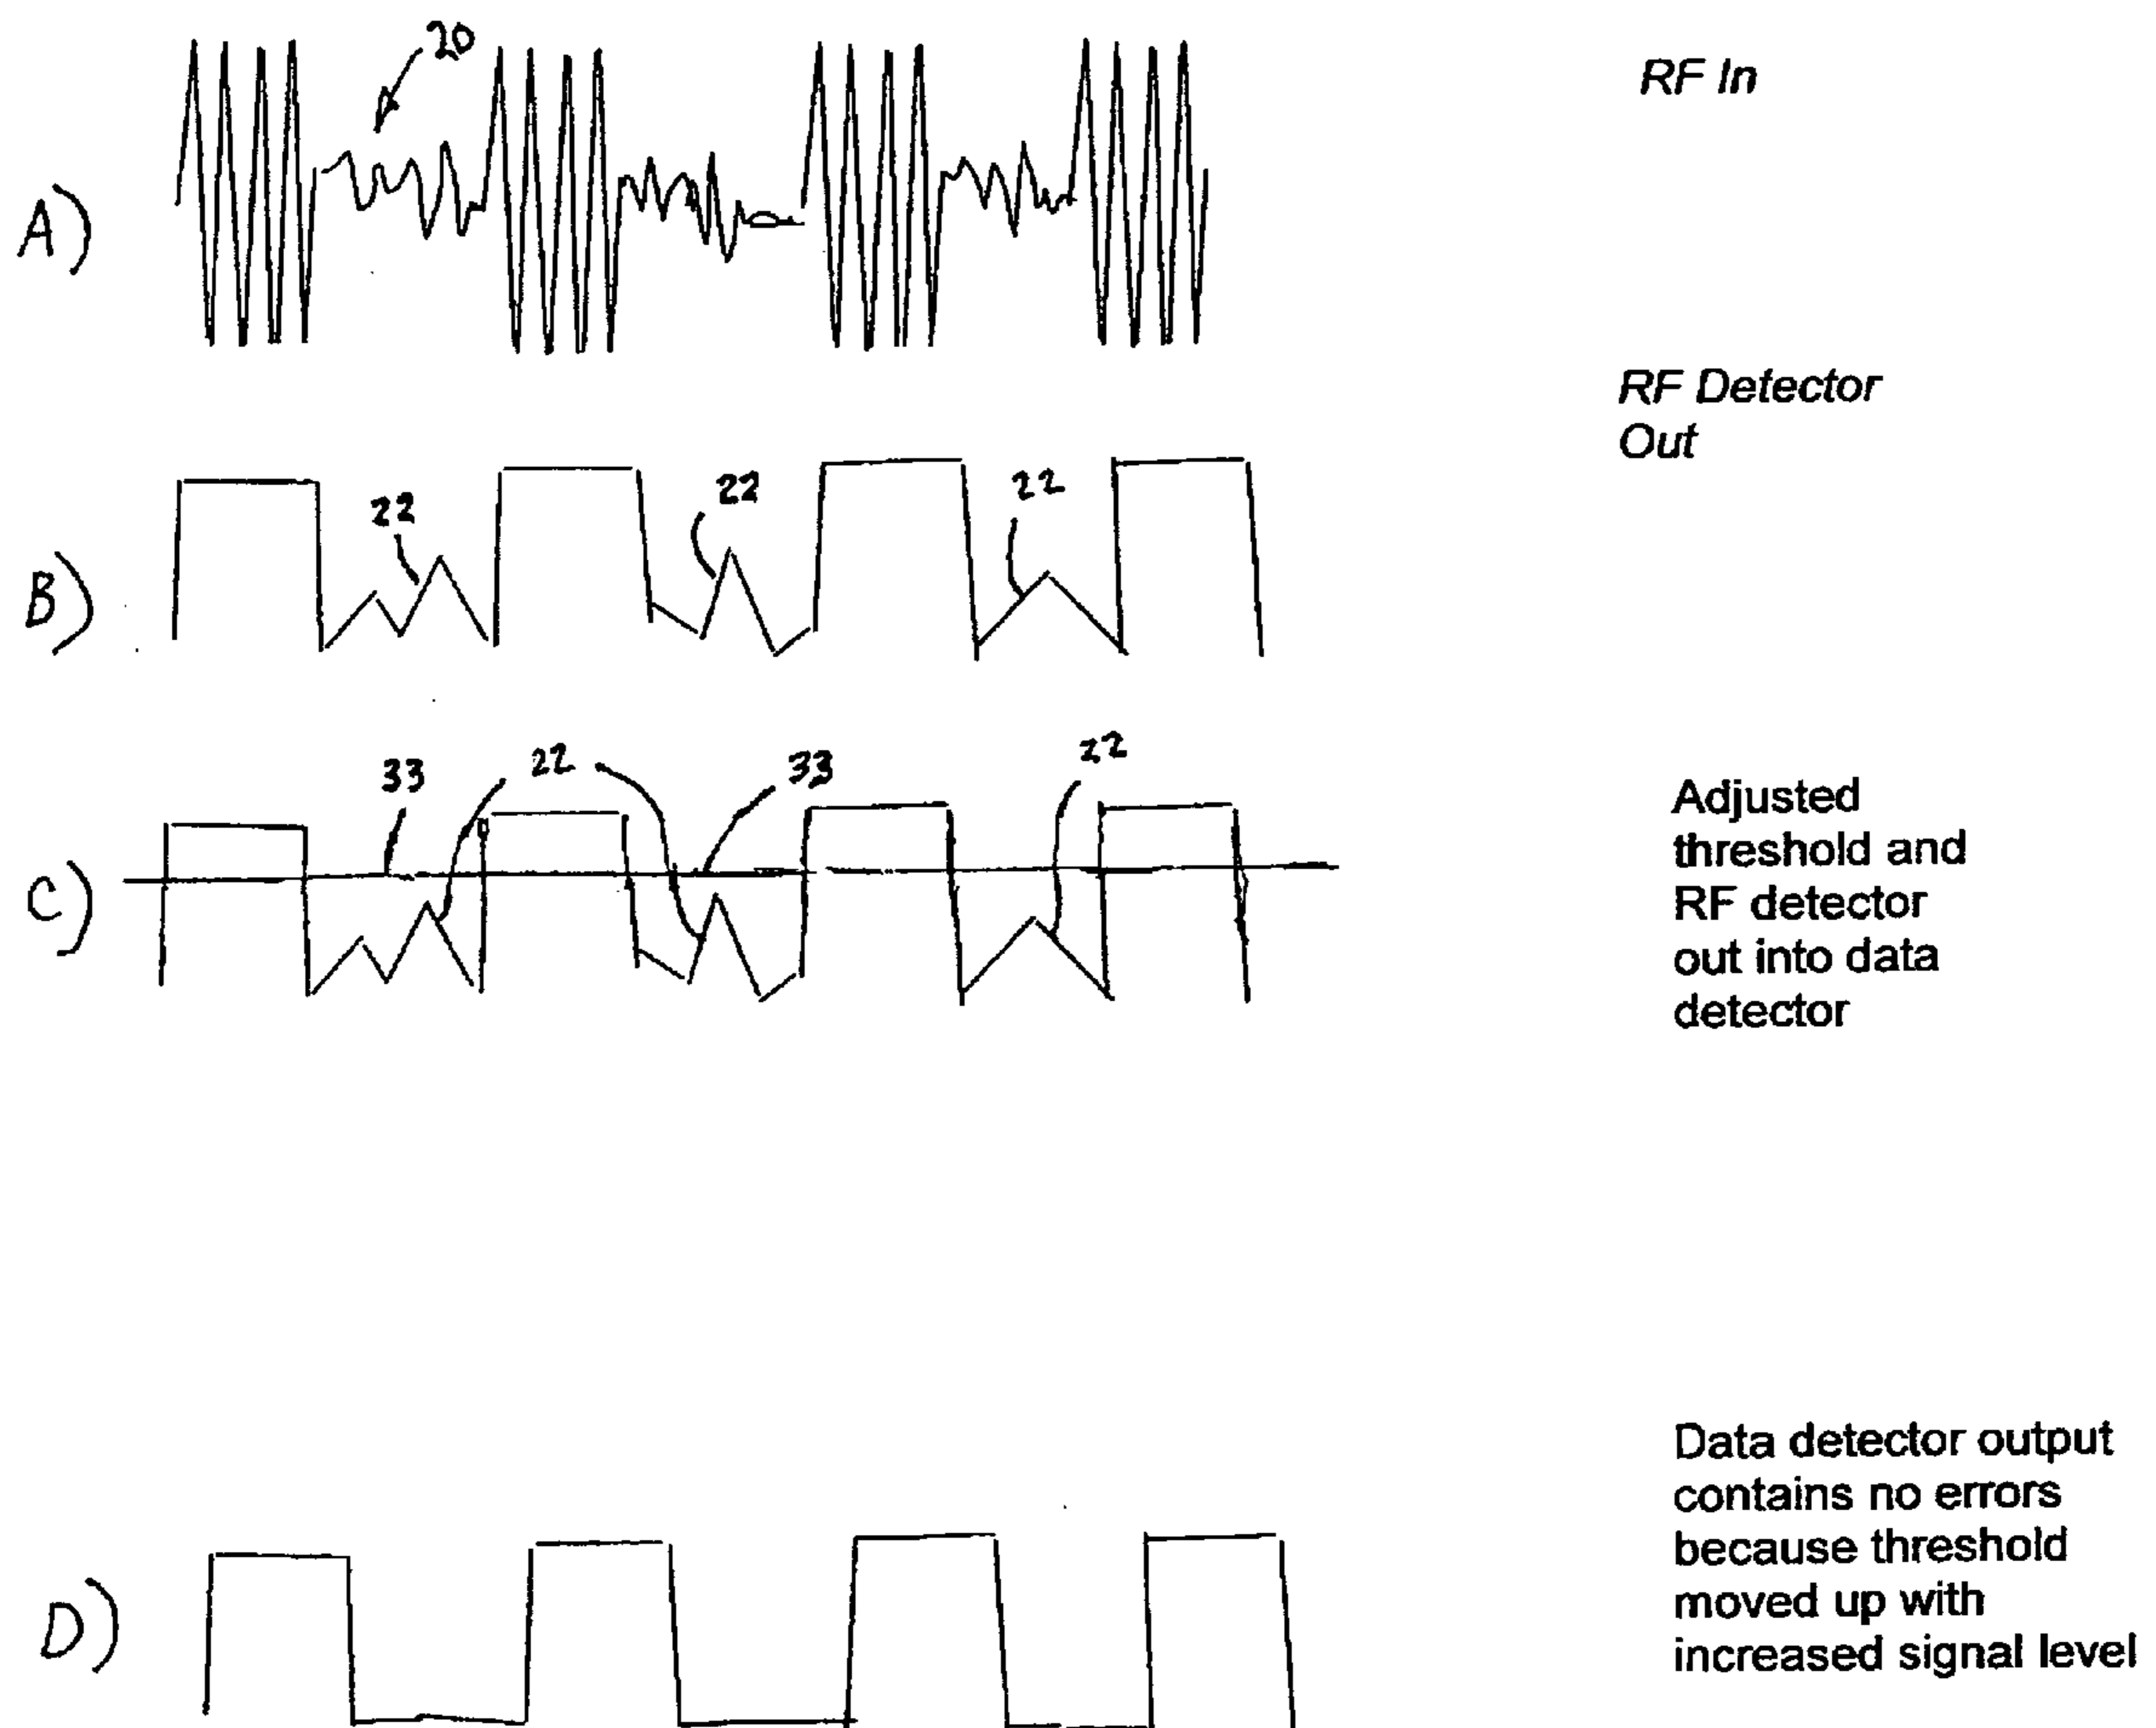 20
RF In
A)
RF Detector
Out
22
22
22
B)
33
22
33
22
Adjusted
threshold and
RF detector
out into data
detector
C)
Data detector output
contains no errors
because threshold
moved up with
increased signal level
D)